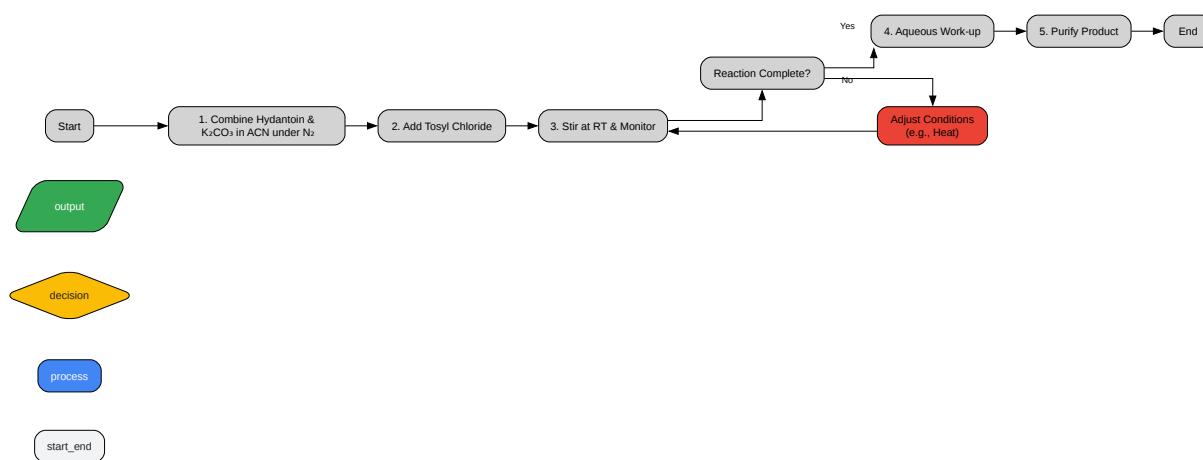 Yes
4. Aqueous Work-up
5. Purify Product
End
Reaction Complete?
No
Start
1. Combine Hydantoin &
K₂CO₃ in ACN under N₂
2. Add Tosyl Chloride
3. Stir at RT & Monitor
Adjust Conditions
(e.g., Heat)
output
decision
process
start_end